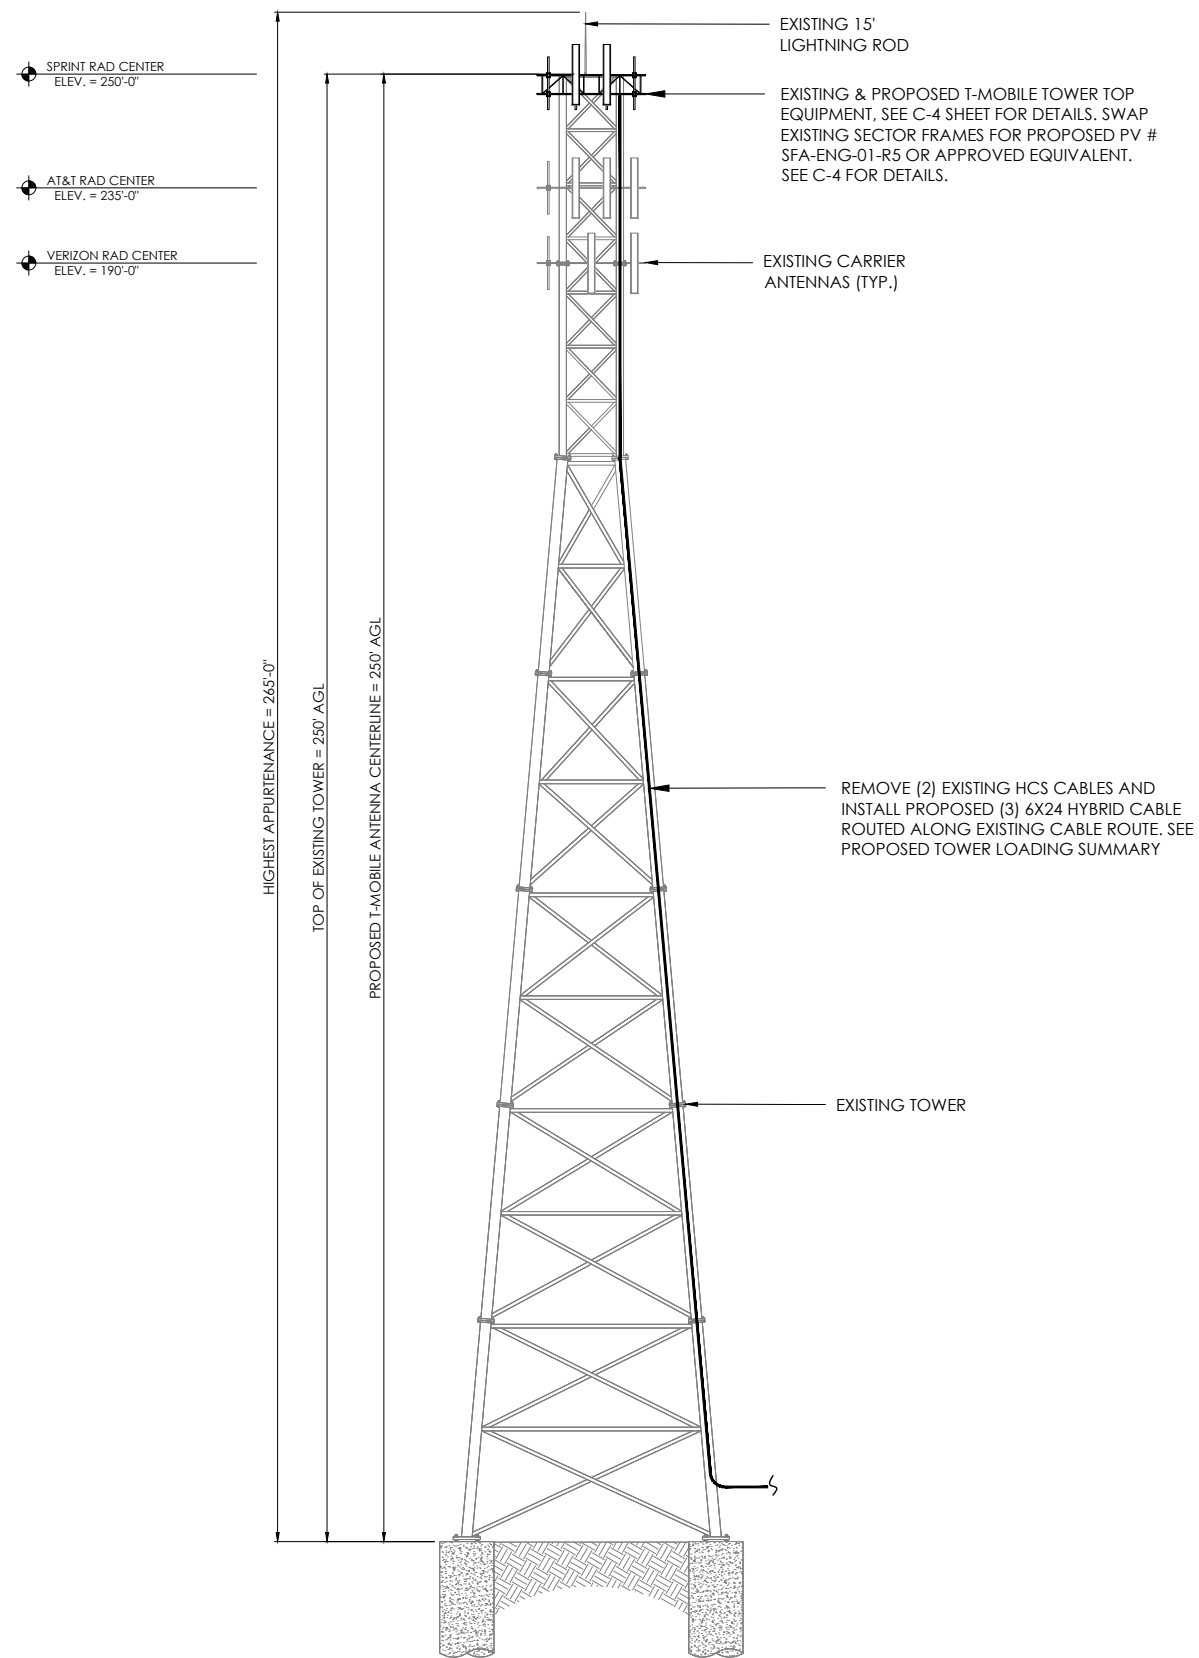 EXISTING 15'
LIGHTNING ROD
SPRINT RAD CENTER
ELEV. = 250'-0"
EXISTING & PROPOSED T-MOBILE TOWER TOP
EQUIPMENT, SEE C-4 SHEET FOR DETAILS. SWAP
EXISTING SECTOR FRAMES FOR PROPOSED PV #
SFA-ENG-01-R5 OR APPROVED EQUIVALENT.
SEE C-4 FOR DETAILS.
AT&T RAD CENTER
ELEV. = 235'-0"
VERIZON RAD CENTER
ELEV. = 190'-0"
EXISTING CARRIER
ANTENNAS (TYP.)
HIGHEST APPURTENANCE = 265'-0"
TOP OF EXISTING TOWER = 250' AGL
PROPOSED T-MOBILE ANTENNA CENTERLINE = 250' AGL
REMOVE (2) EXISTING HCS CABLES AND
INSTALL PROPOSED (3) 6X24 HYBRID CABLE
ROUTED ALONG EXISTING CABLE ROUTE. SEE
PROPOSED TOWER LOADING SUMMARY
EXISTING TOWER